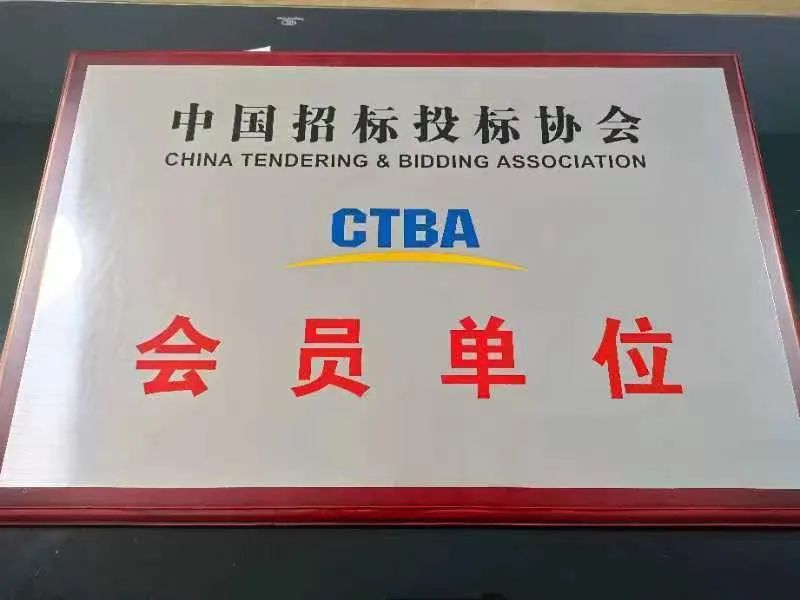 中国招标投标协会
CHINA TENDERING & BIDDING ASSOCIATION
CTBA
会员单位